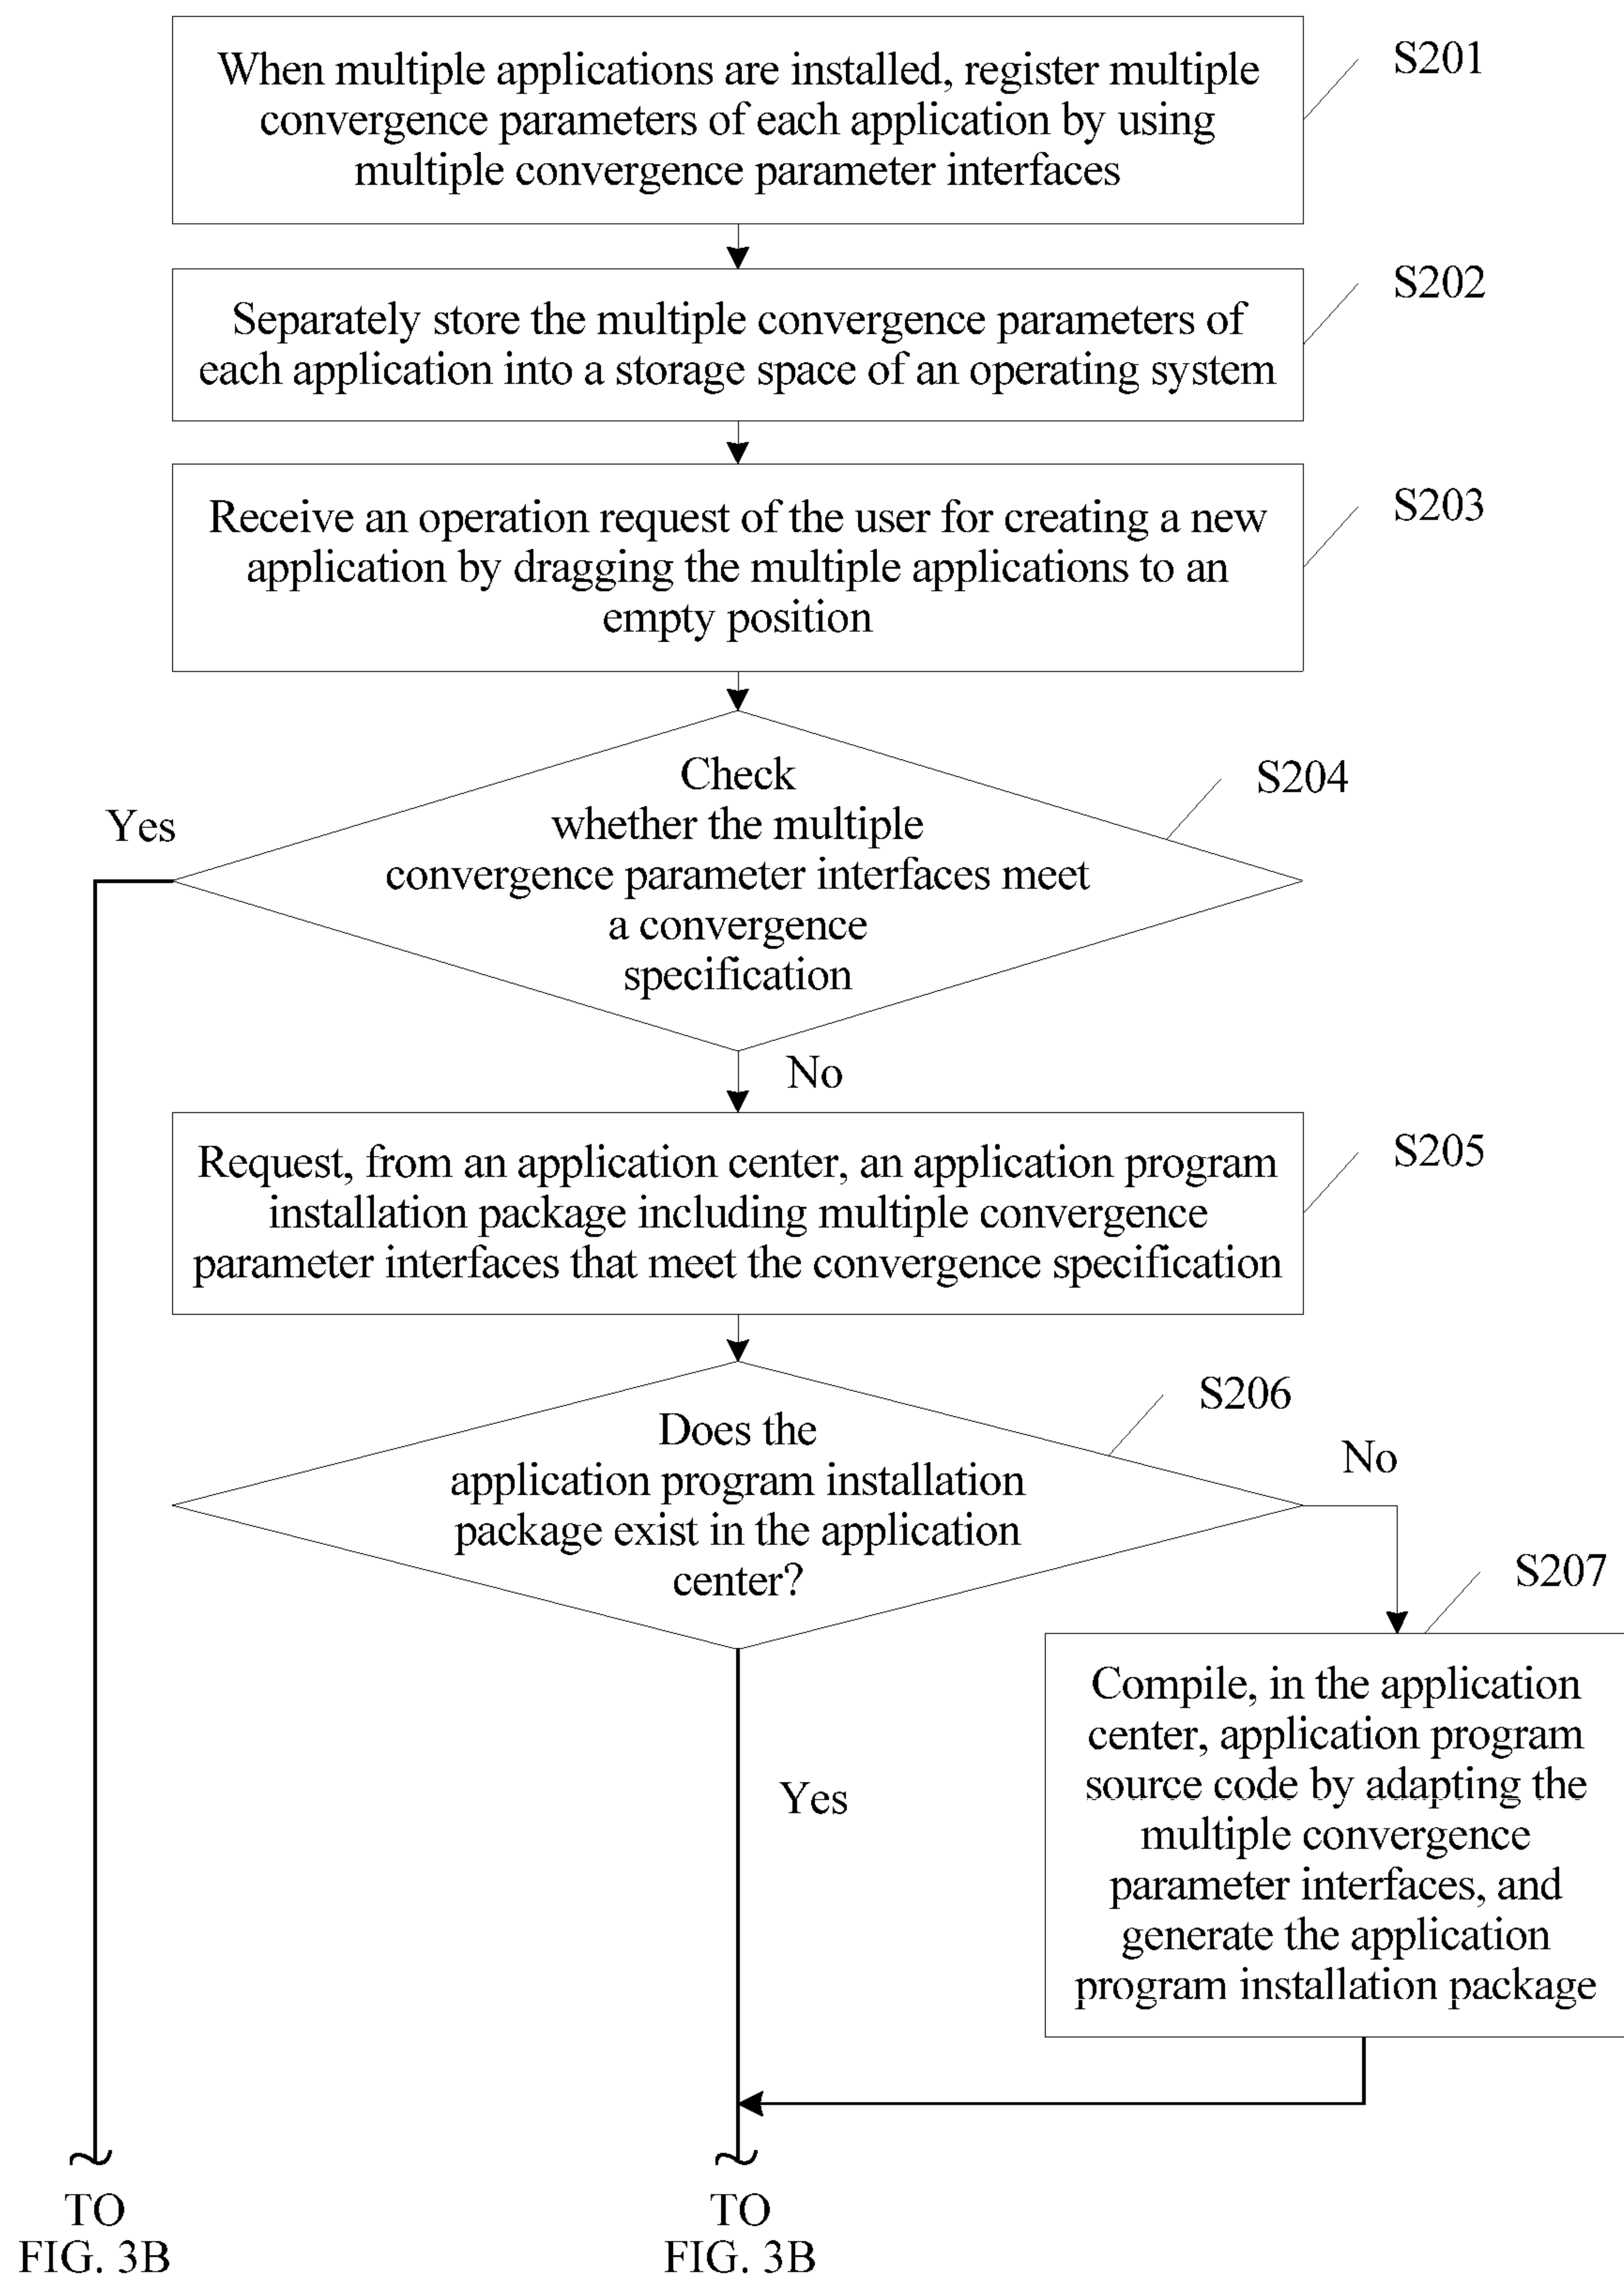 When multiple applications are installed, register multiple
convergence parameters of each application by using
multiple convergence parameter interfaces
S201
Separately store the multiple convergence parameters of
each application into a storage space of an operating system
S202
Receive an operation request of the user for creating a new
application by dragging the multiple applications to an
empty position
S203
Check
whether the multiple
convergence parameter interfaces meet
a convergence
specification
S204
Yes
No
Request, from an application center, an application program
installation package including multiple convergence
parameter interfaces that meet the convergence specification
S205
Does the
application program installation
package exist in the application
center?
S206
No
Yes
S207
Compile, in the application
center, application program
source code by adapting the
multiple convergence
parameter interfaces, and
generate the application
program installation package
TO
FIG. 3B
TO
FIG. 3B